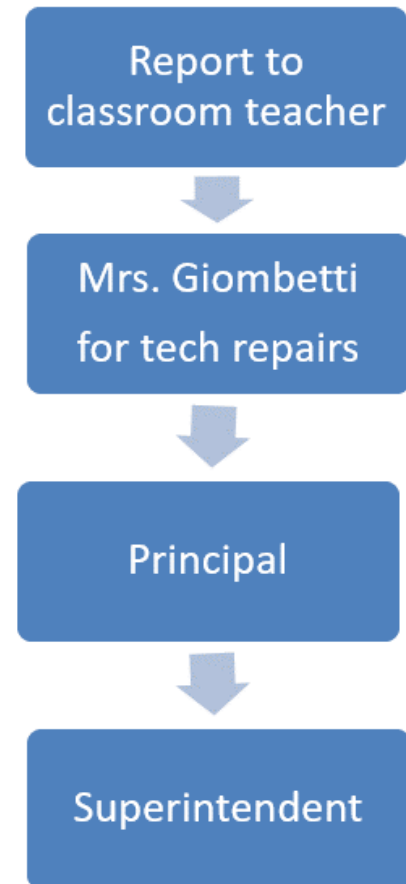 Report to
classroom teacher
Mrs. Giombetti
for tech repairs
Principal
Superintendent